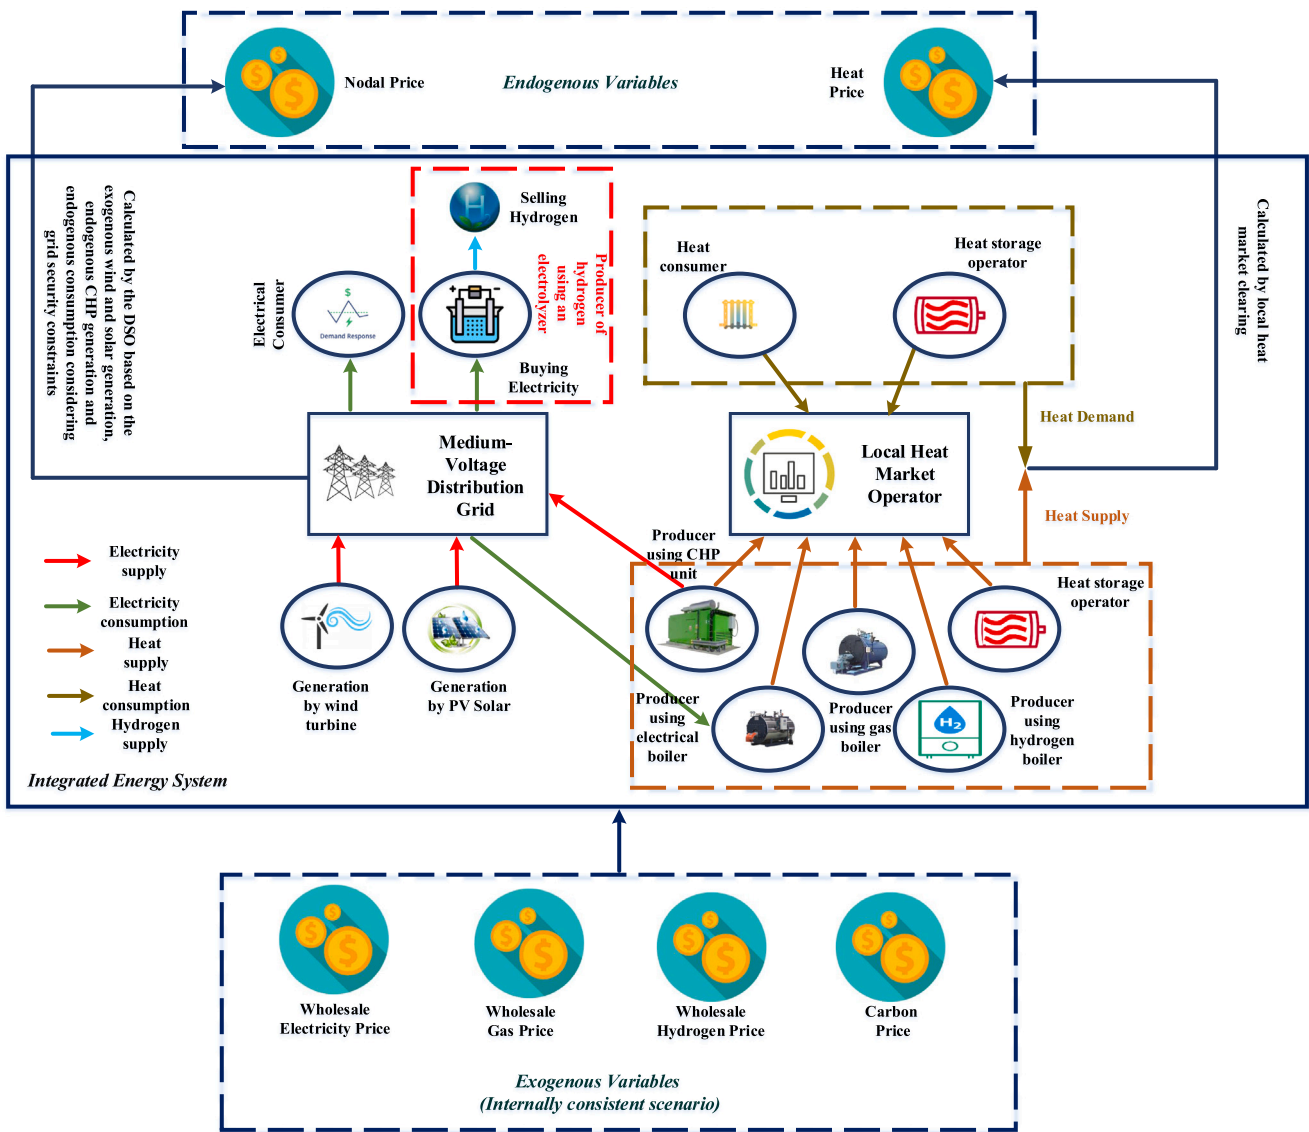 Nodal Price
Endogenous Variables
Heat
Price
Calculated by the DSO based on the
exogenous wind and solar generation,
endogenous CHP generation and
endogenous consumption considering
grid security constraints
Electrical
Consumer
$
Demand Response
H
Selling
Hydrogen
Producer of
hydrogen
using an
electrolyzer
Buying
Electricity
Heat
consumer
Heat storage
operator
Calculated by local heat
market clearing
Heat Demand
Medium-
Voltage
Distribution
Grid
Local Heat
Market
Operator
Heat Supply
Electricity
supply
Electricity
consumption
Heat
supply
Heat
consumption
Hydrogen
supply
Generation
by wind
turbine
Generation
by PV Solar
Producer
using CHP
unit
Heat storage
operator
Producer
using
electrical
boiler
Producer
using gas
boiler
H2
Producer
using
hydrogen
boiler
Integrated Energy System
Wholesale
Electricity Price
Wholesale
Gas Price
Wholesale
Hydrogen Price
Carbon
Price
Exogenous Variables
(Internally consistent scenario)